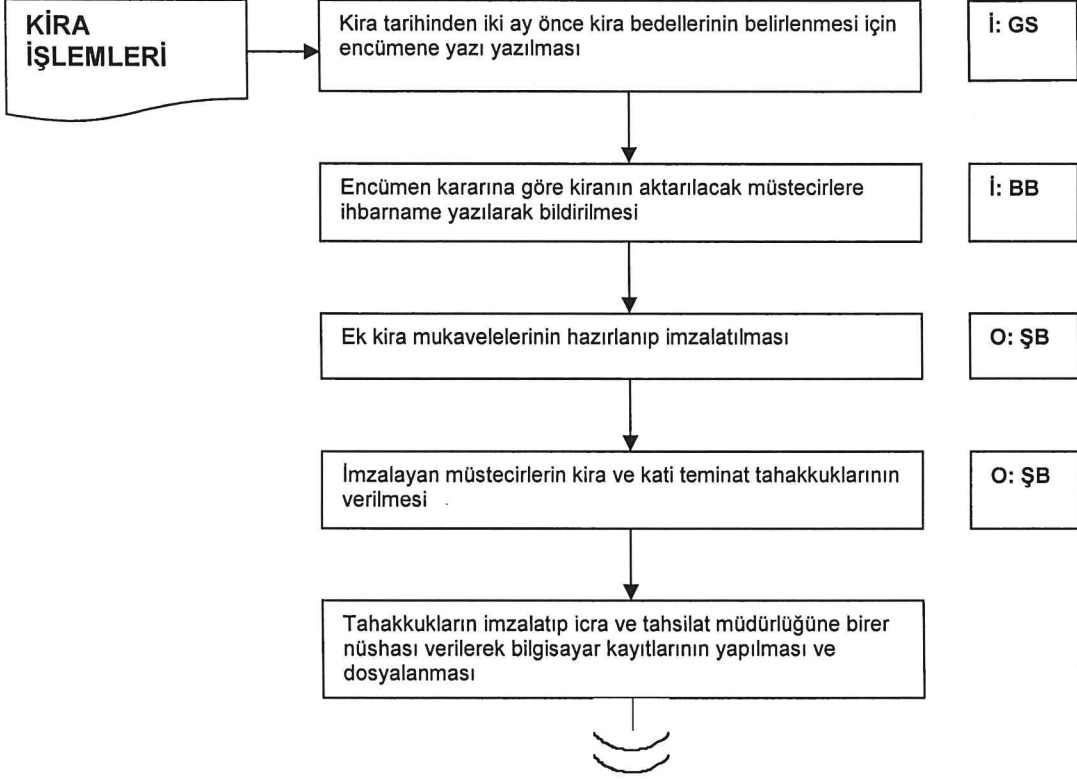 KİRA
İŞLEMLERİ
Kira tarihinden iki ay önce kira bedellerinin belirlenmesi için
encümene yazı yazılması
İ: GS
Encümen kararına göre kiranın aktarılacak müstecirlere
ihbarname yazılarak bildirilmesi
İ: BB
Ek kira mukavelelerinin hazırlanıp imzalatılması
O: ŞB
İmzalayan müstecirlerin kira ve kati teminat tahakkuklarının
verilmesi
O: ŞB
Tahakkukların imzalatıp icra ve tahsilat müdürlüğüne birer
nüshası verilerek bilgisayar kayıtlarının yapılması ve
dosyalanması